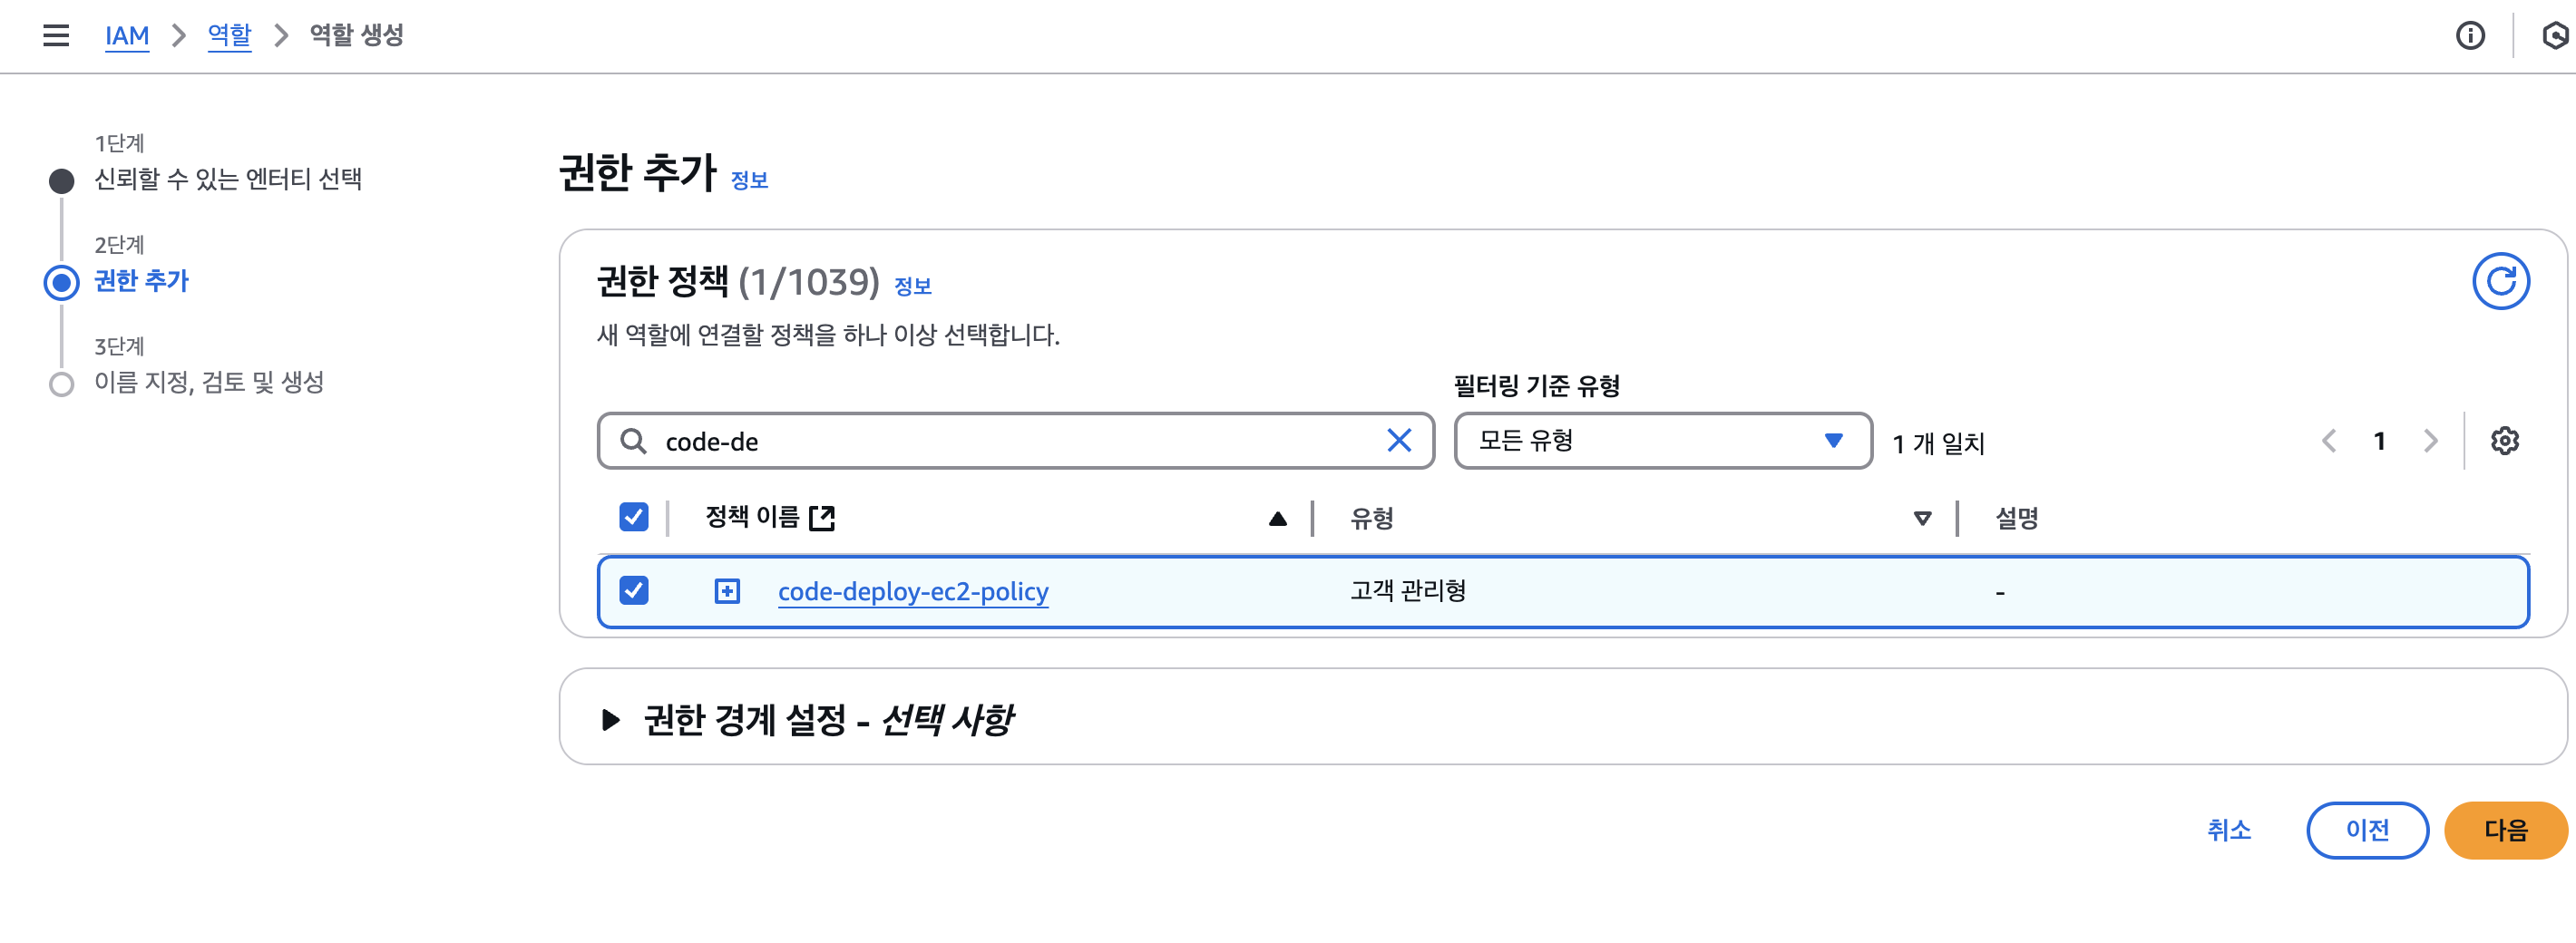 IAM > 역할 > 역할 생성
1단계
신뢰할 수 있는 엔터티 선택
2단계
권한 추가
3단계
이름 지정, 검토 및 생성
권한 추가 정보
권한 정책 (1/1039) 정보
새 역할에 연결할 정책을 하나 이상 선택합니다.
필터링 기준 유형
code-de 모든 유형 1 개 일치 1
정책 이름 유형 설명
code-deploy-ec2-policy 고객 관리형 -
권한 경계 설정 - 선택 사항
취소 이전 다음